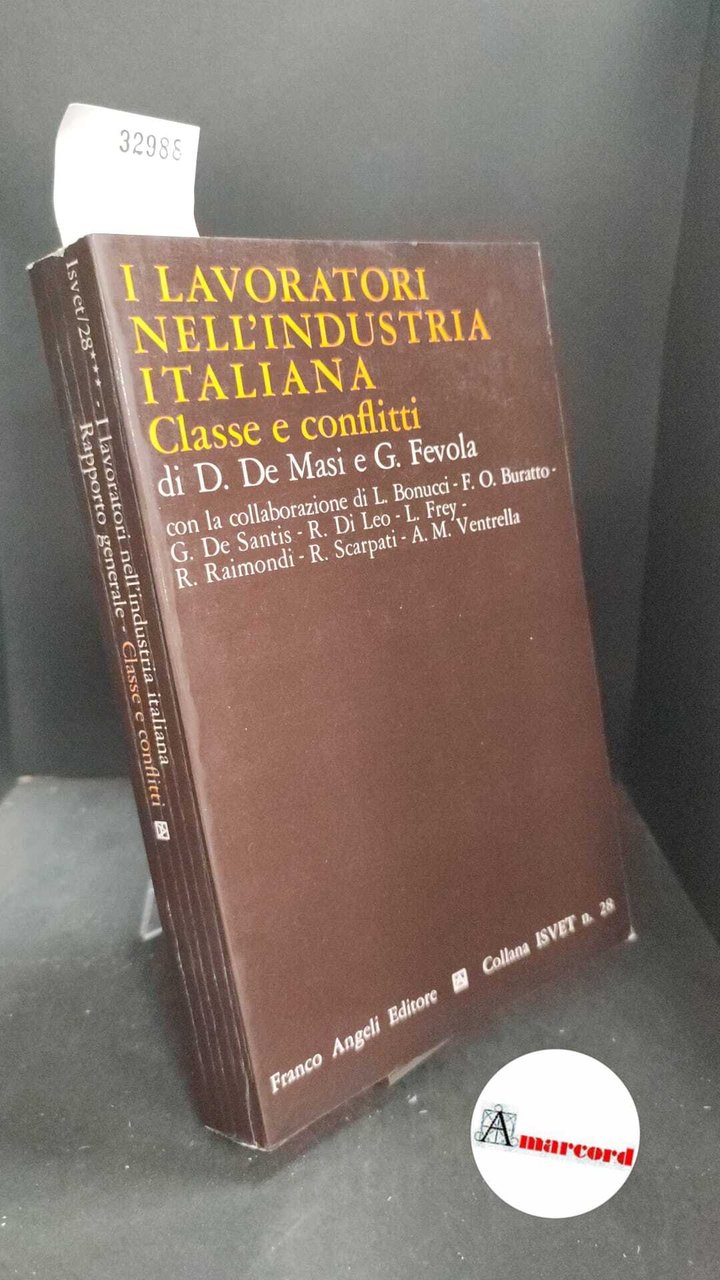 32988
I LAVORATORI
NELL'INDUSTRIA
ITALIANA
Classe e conflitti
di D. De Masi e G. Fevola
con la collaborazione di L. Bonucci - F. O. Buratto -
G. De Santis - R. Di Leo - L. Frey -
R. Raimondi - R. Scarpati - A. M. Ventrella
Franco Angeli Editore Collana ISVET n. 28
Isvet/28*** - I lavoratori nell'industria italiana
Rapporto generale - Classe e conflitti
Amarcord